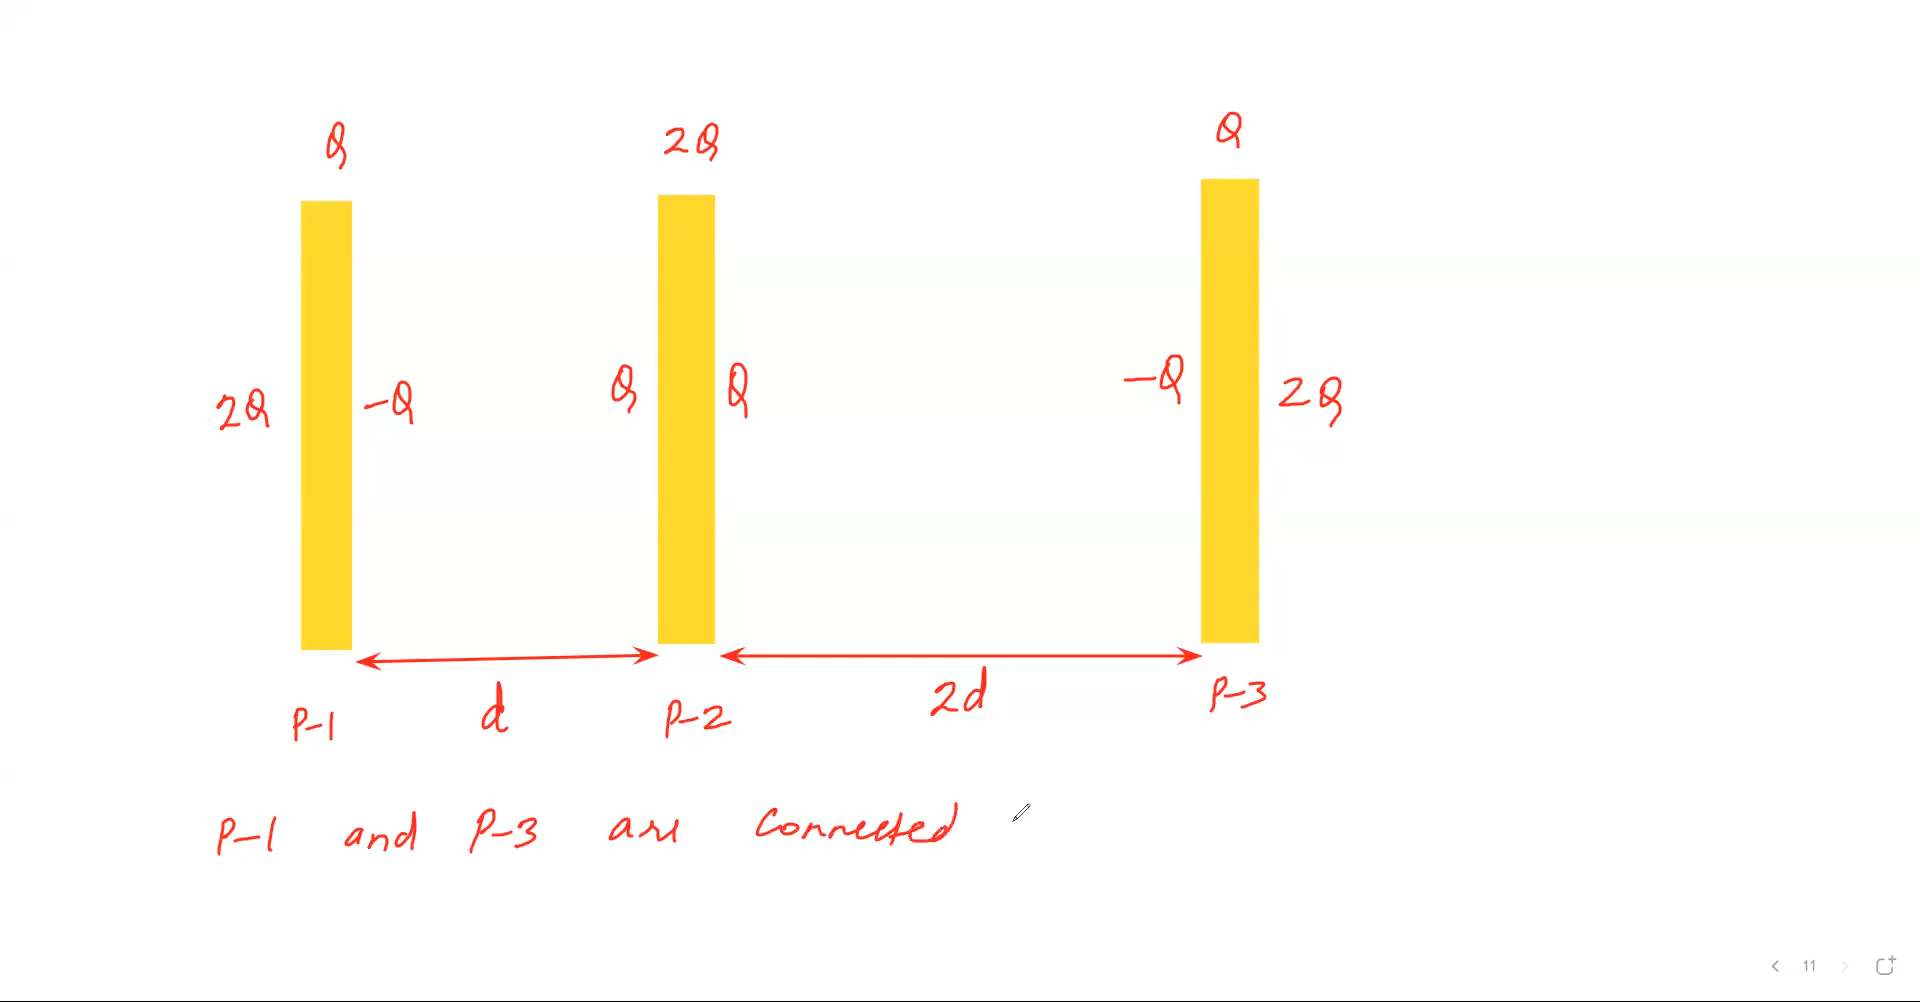 Q 2Q Q
2Q -Q Q Q -Q 2Q
d 2d
P-1 P-2 P-3
P-1 and P-3 are connected
11